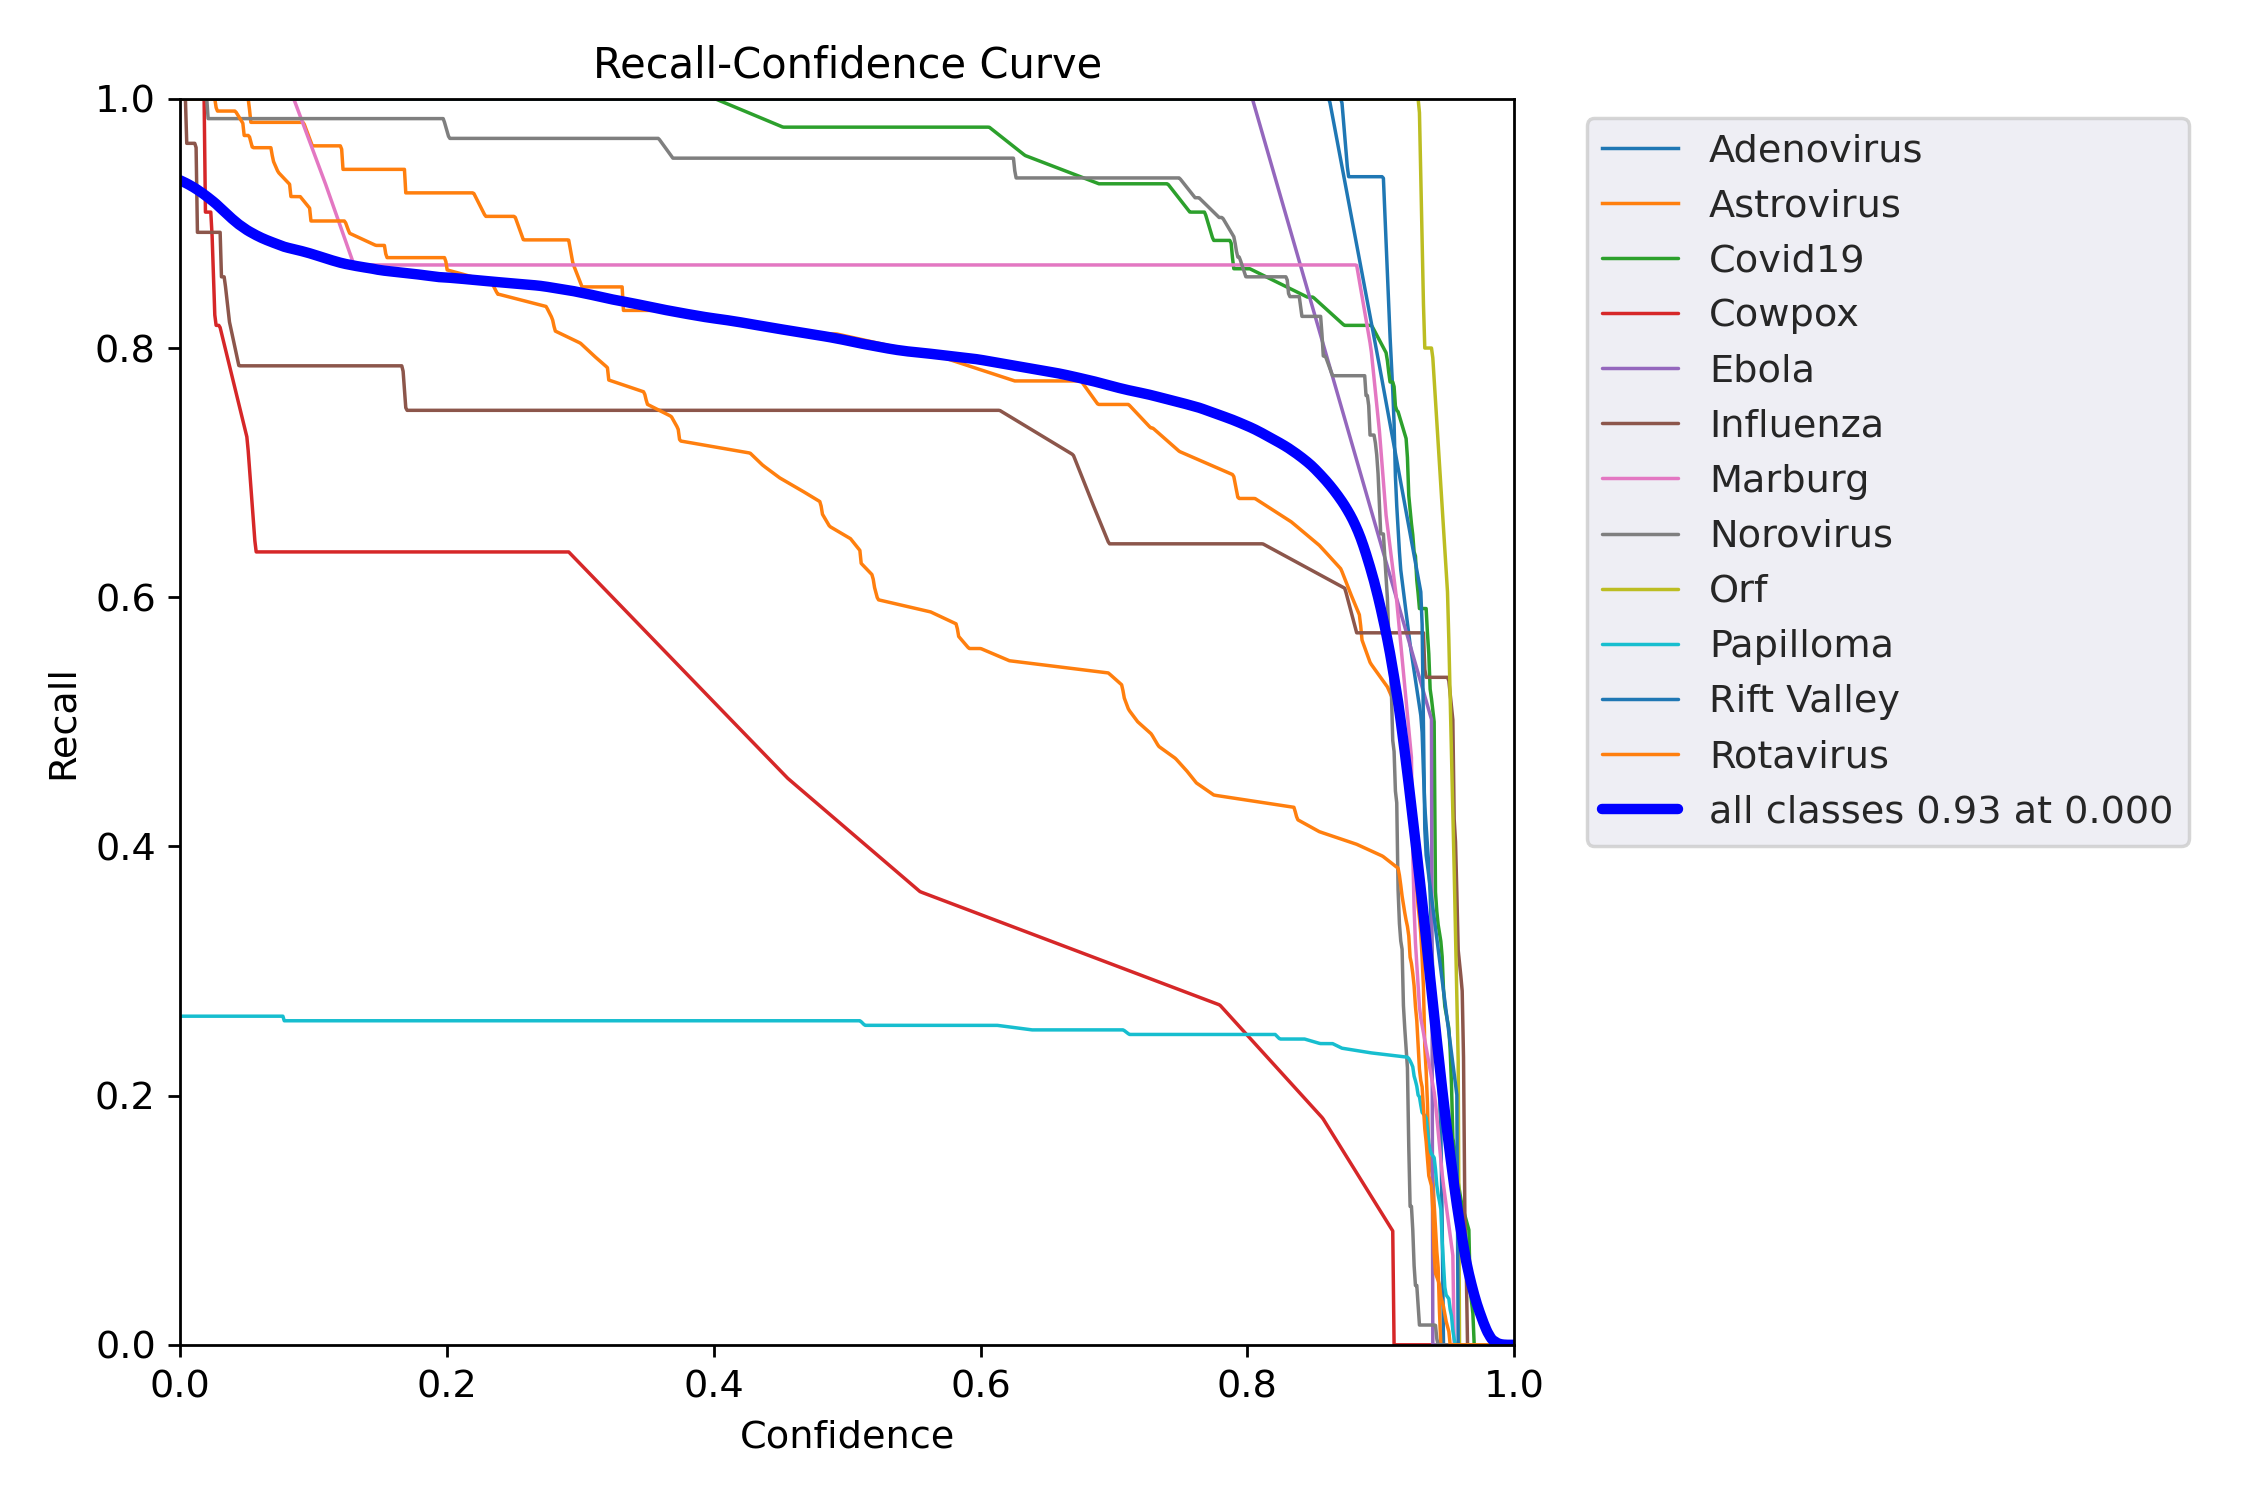 Recall-Confidence Curve
1.0
0.8
0.6
0.4
0.2
0.0
Recall
0.0 0.2 0.4 0.6 0.8 1.0
Confidence
Adenovirus
Astrovirus
Covid19
Cowpox
Ebola
Influenza
Marburg
Norovirus
Orf
Papilloma
Rift Valley
Rotavirus
all classes 0.93 at 0.000